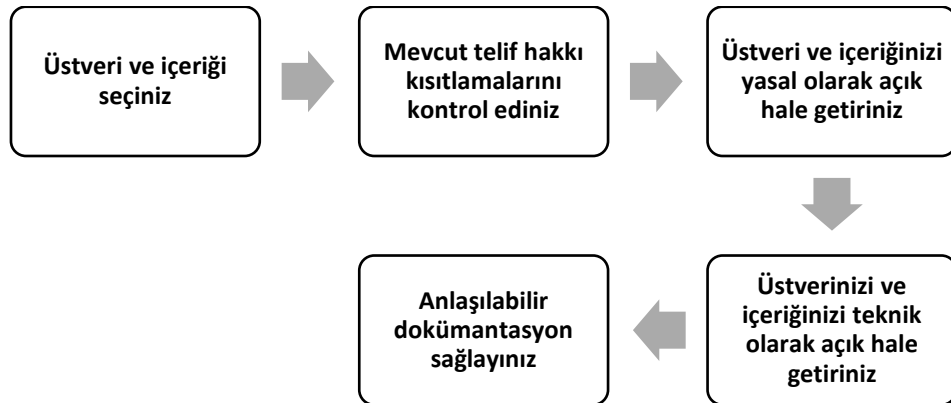 Üstveri ve içeriği
seçiniz
Mevcut telif hakkı
kısıtlamalarını
kontrol ediniz
Üstveri ve içeriğinizi
yasal olarak açık
hale getiriniz
Üstverinizi ve
içeriğinizi teknik
olarak açık hale
getiriniz
Anlaşılabilir
dokümantasyon
sağlayınız